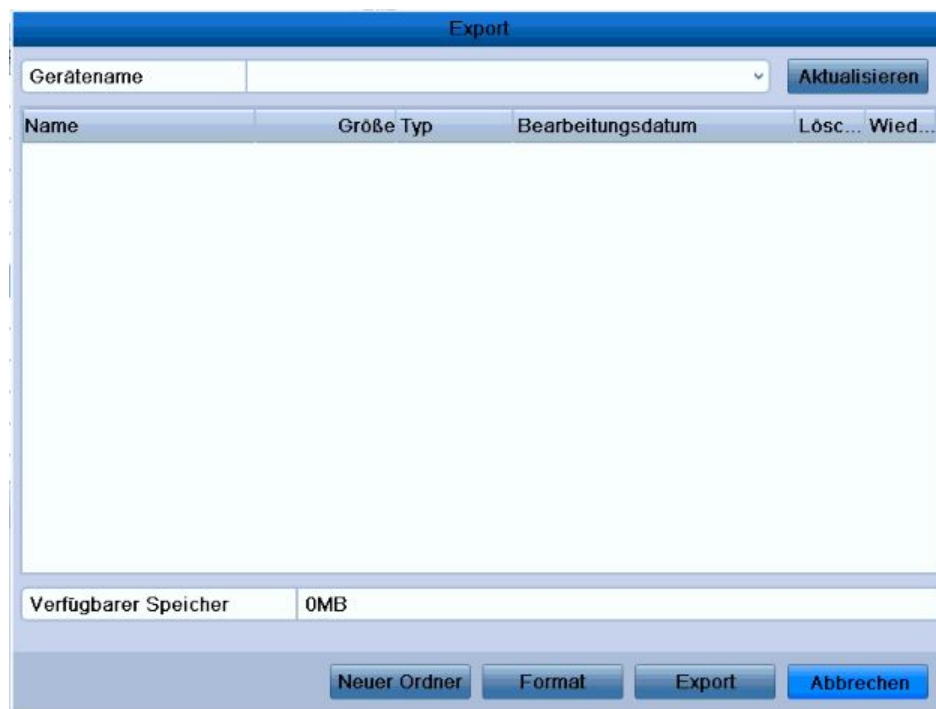 Export
Gerätename
Aktualisieren
Name Größe Typ Bearbeitungsdatum Lösc... Wied...
Verfügbarer Speicher 0MB
Neuer Ordner Format Export Abbrechen